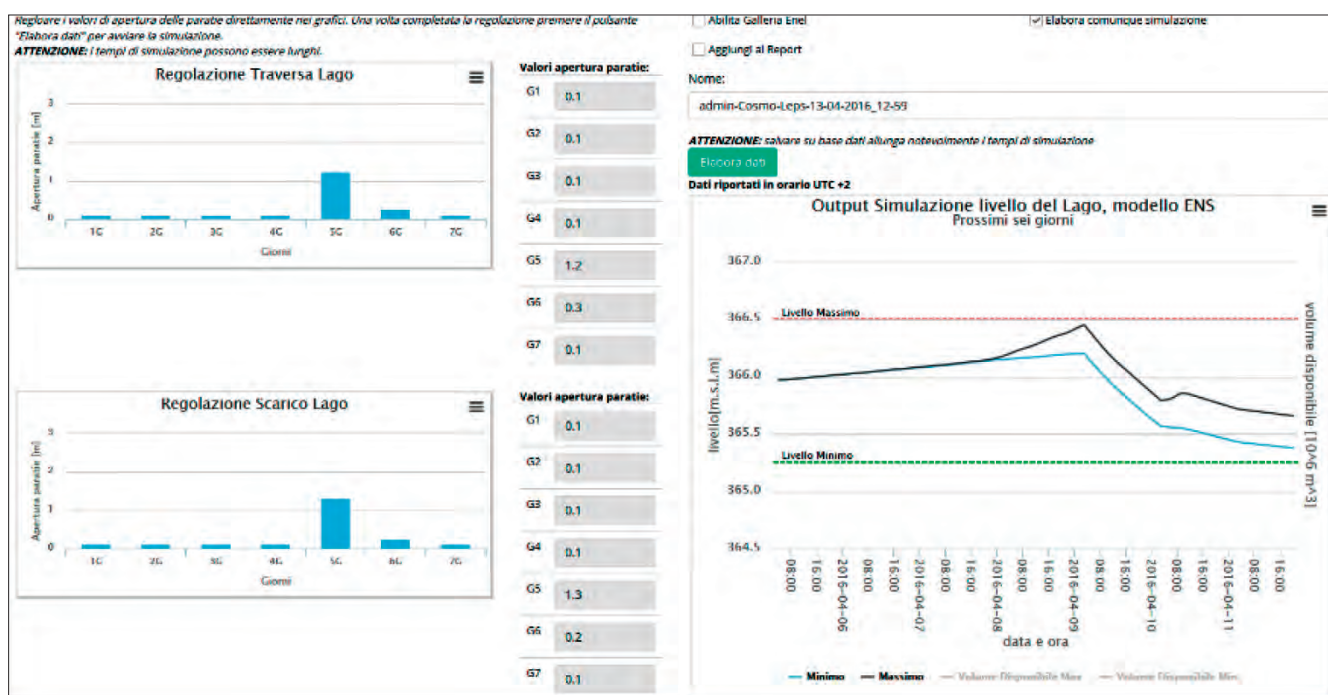 Regloare i valori di apertura delle paratie direttamente nei grafici. Una volta completata la regolazione premere il pulsante
"Elabora dati" per avviare la simulazione.
ATTENZIONE: i tempi di simulazione possono essere lunghi.
Regolazione Traversa Lago
Apertura paratie [m]
3
2
1
0
1G 2G 3G 4G 5G 6G 7G
Giorni
Valori apertura paratie:
G1 0.1
G2 0.1
G3 0.1
G4 0.1
G5 1.2
G6 0.3
G7 0.1
Regolazione Scarico Lago
Apertura paratie [m]
3
2
1
0
1G 2G 3G 4G 5G 6G 7G
Giorni
Valori apertura paratie:
G1 0.1
G2 0.1
G3 0.1
G4 0.1
G5 1.3
G6 0.2
G7 0.1
Abilita Galleria Enel
Elabora comunque simulazione
Aggiungi al Report
Nome:
admin-Cosmo-Leps-13-04-2016_12-59
ATTENZIONE: salvare su base dati allunga notevolmente i tempi di simulazione
Elabora dati
Dati riportati in orario UTC +2
Output Simulazione livello del Lago, modello ENS
Prossimi sei giorni
livello[m.s.l.m]
367.0
366.5
366.0
365.5
365.0
364.5
Livello Massimo
Livello Minimo
volume disponibile [10^6 m^3]
08:00 16:00 2016-04-06 08:00 16:00 2016-04-07 08:00 16:00 2016-04-08 08:00 16:00 2016-04-09 08:00 16:00 2016-04-10 08:00 16:00 2016-04-11 08:00 16:00
data e ora
Minimo Massimo Volume Disponibile Max Volume Disponibile Min